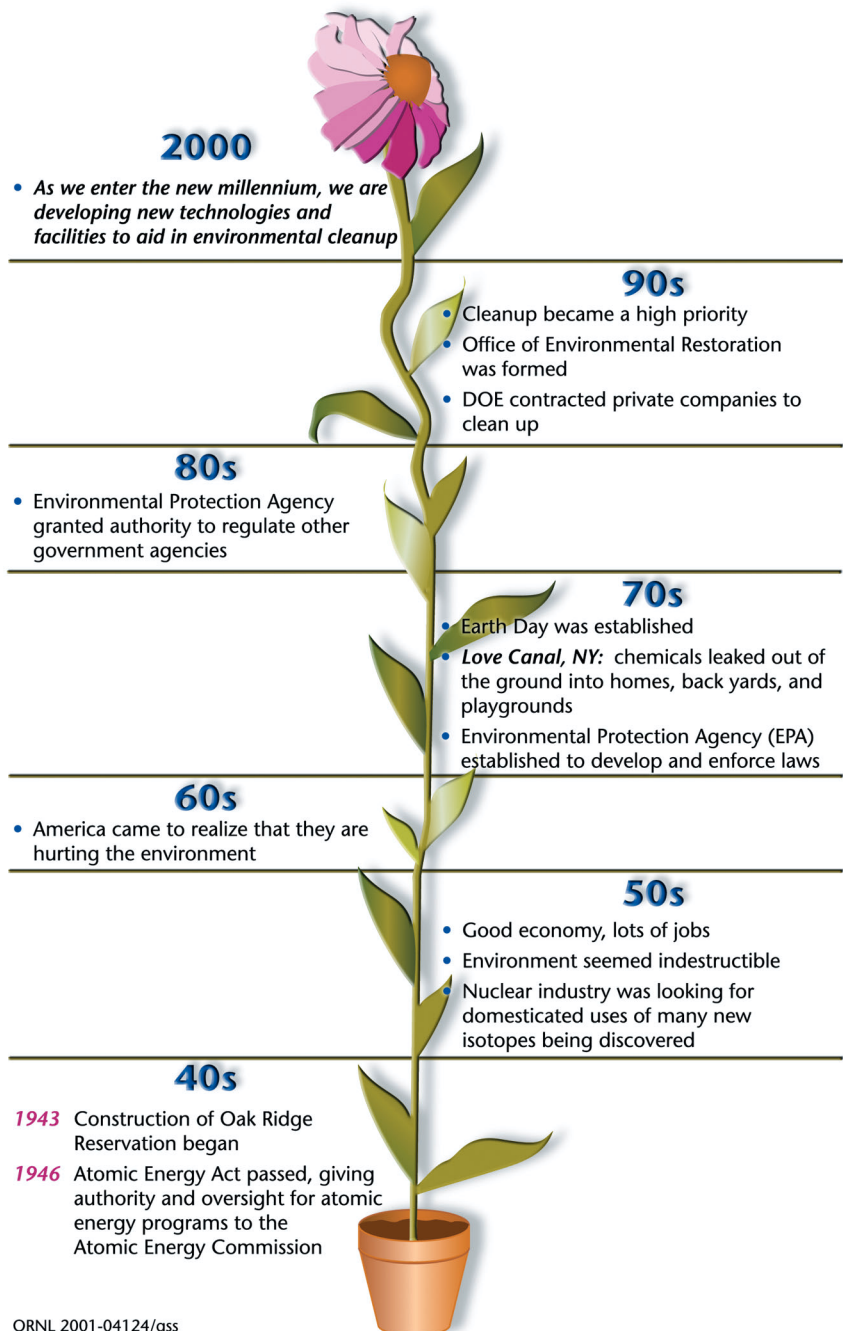 2000
• As we enter the new millennium, we are
developing new technologies and
facilities to aid in environmental cleanup
90s
• Cleanup became a high priority
• Office of Environmental Restoration
was formed
• DOE contracted private companies to
clean up
80s
• Environmental Protection Agency
granted authority to regulate other
government agencies
70s
• Earth Day was established
• Love Canal, NY: chemicals leaked out of
the ground into homes, back yards, and
playgrounds
• Environmental Protection Agency (EPA)
established to develop and enforce laws
60s
• America came to realize that they are
hurting the environment
50s
• Good economy, lots of jobs
• Environment seemed indestructible
• Nuclear industry was looking for
domesticated uses of many new
isotopes being discovered
40s
1943 Construction of Oak Ridge
Reservation began
1946 Atomic Energy Act passed, giving
authority and oversight for atomic
energy programs to the
Atomic Energy Commission
ORNL 2001-04124/gss